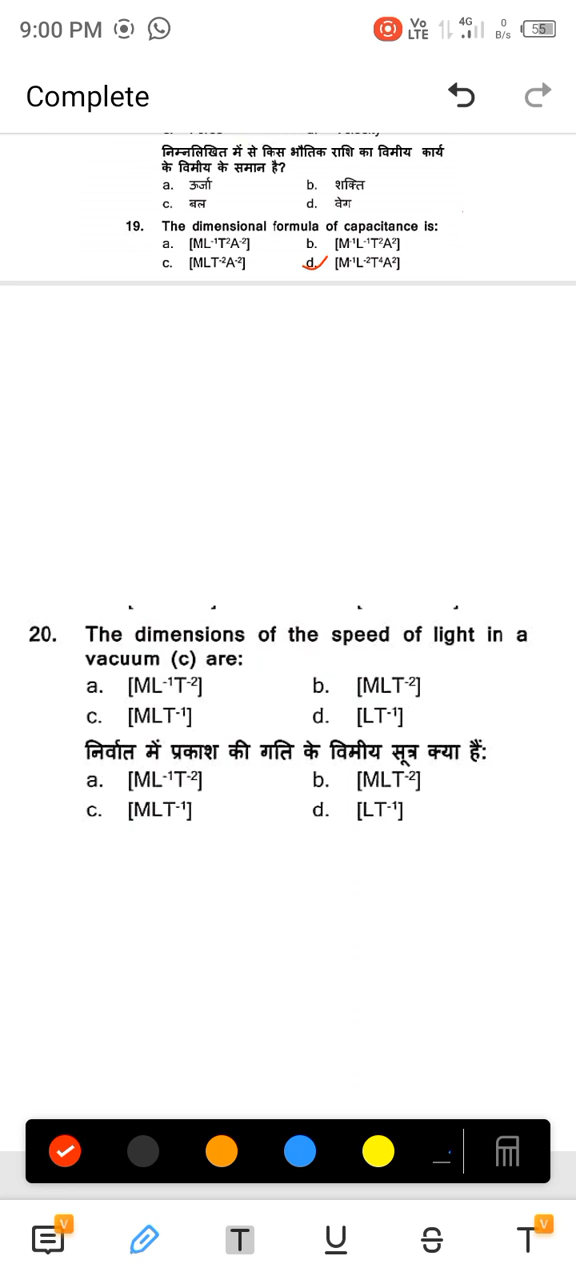 9:00 PM
Vo LTE 4G 0 B/s 55
Complete
निम्नलिखित में से किस भौतिक राशि का विमीय कार्य
के विमीय के समान है?
a. ऊर्जा b. शक्ति
c. बल d. वेग
19. The dimensional formula of capacitance is:
a. [ML⁻¹T²A⁻²] b. [M⁻¹L⁻¹T²A²]
c. [MLT⁻²A⁻²] d. [M⁻¹L⁻²T⁴A²]
20. The dimensions of the speed of light in a
vacuum (c) are:
a. [ML⁻¹T⁻²] b. [MLT⁻²]
c. [MLT⁻¹] d. [LT⁻¹]
निर्वात में प्रकाश की गति के विमीय सूत्र क्या हैं:
a. [ML⁻¹T⁻²] b. [MLT⁻²]
c. [MLT⁻¹] d. [LT⁻¹]
V T U S T V